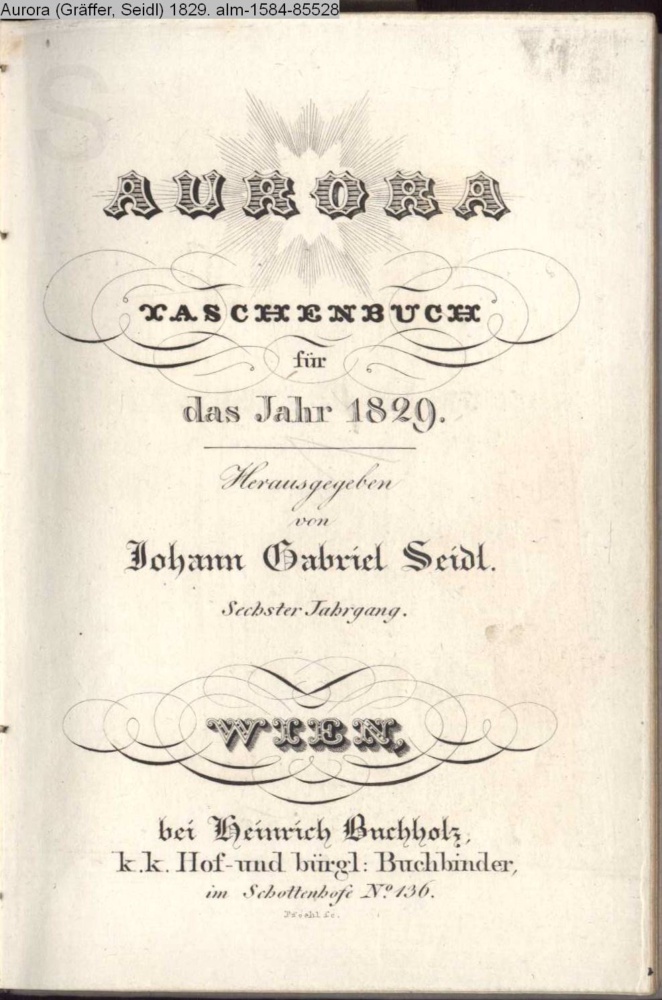 Aurora (Gräffer, Seidl) 1829. alm-1584-85528
AURORA
TASCHENBUCH
für
das Jahr 1829.
Herausgegeben
von
Johann Gabriel Seidl.
Sechster Jahrgang.
WIEN,
bei Heinrich Buchholz,
k.k. Hof- und bürgl: Buchbinder,
im Schottenhofe No. 136.